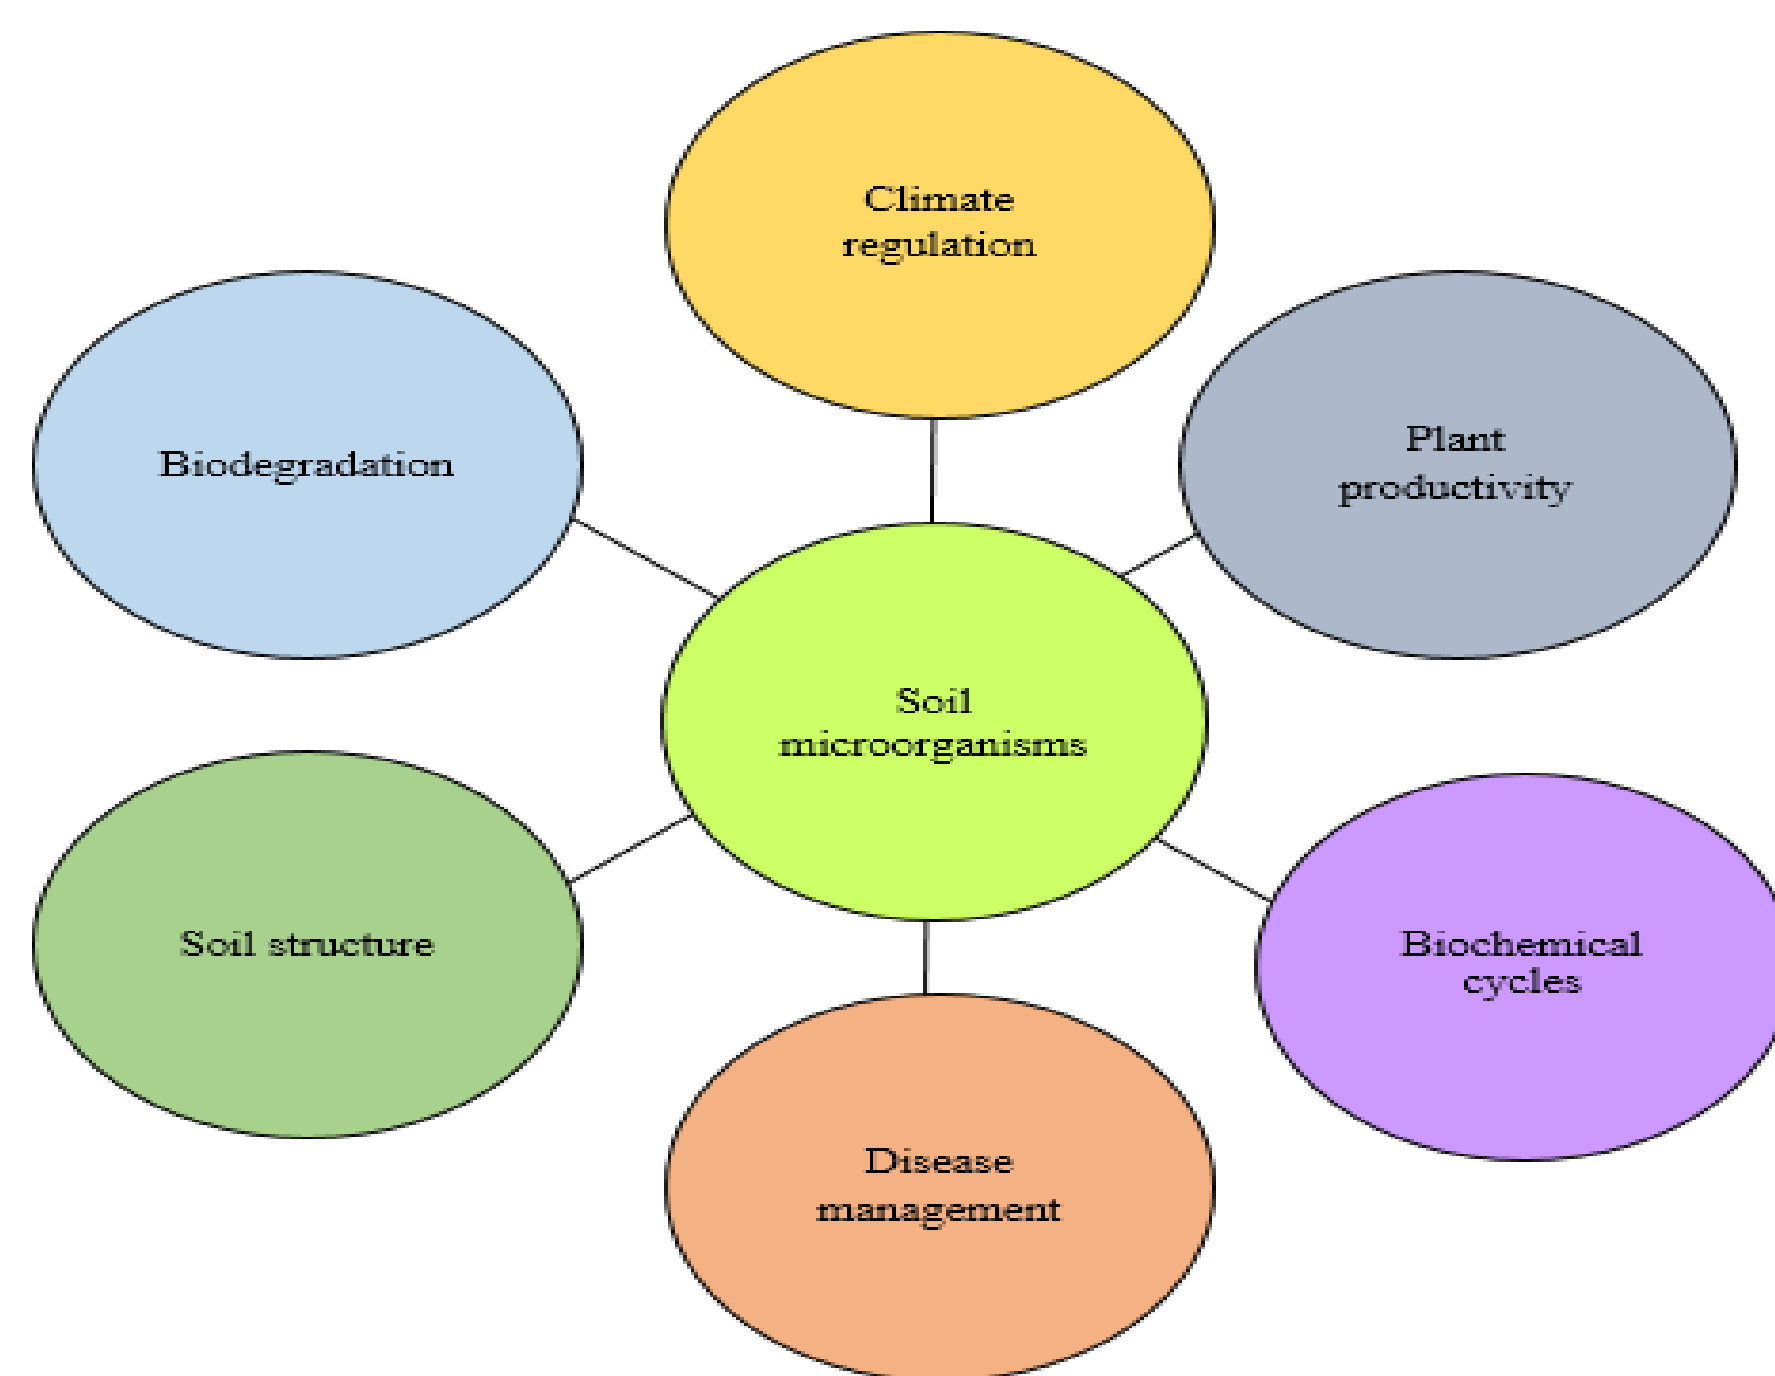 Climate
regulation
Biodegradation
Plant
productivity
Soil
microorganisms
Soil structure
Biochemical
cycles
Disease
management